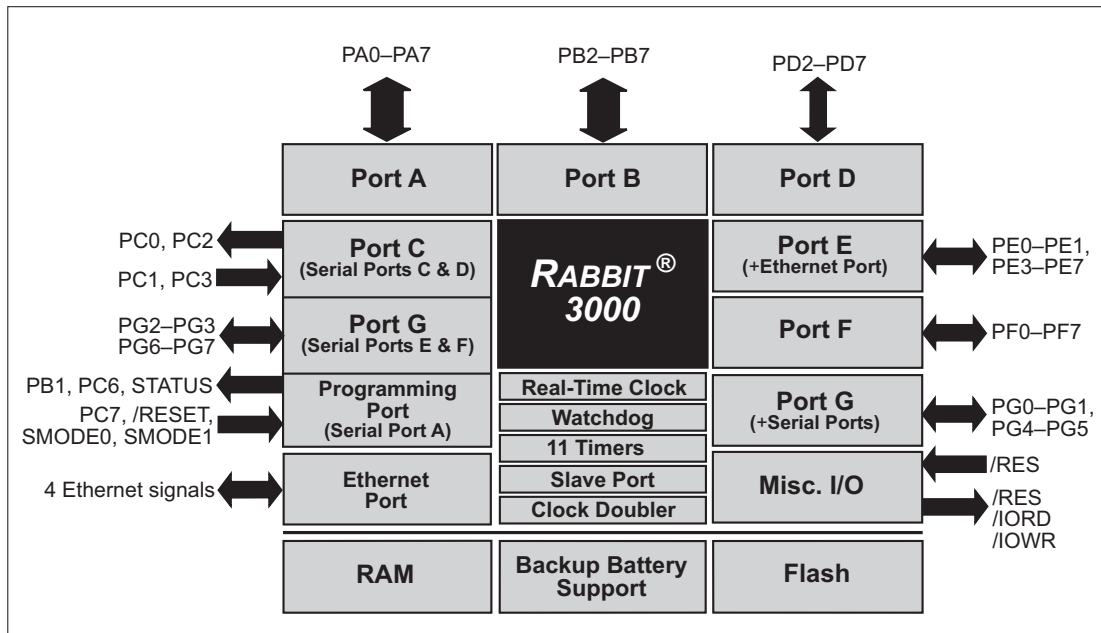 PA0–PA7
PB2–PB7
PD2–PD7
Port A
Port B
Port D
PC0, PC2
PC1, PC3
Port C
(Serial Ports C & D)
RABBIT ®
3000
Port E
(+Ethernet Port)
PE0–PE1,
PE3–PE7
PG2–PG3
PG6–PG7
Port G
(Serial Ports E & F)
Port F
PF0–PF7
PB1, PC6, STATUS
PC7, /RESET,
SMODE0, SMODE1
Programming
Port
(Serial Port A)
Real-Time Clock
Watchdog
11 Timers
Slave Port
Clock Doubler
Port G
(+Serial Ports)
PG0–PG1,
PG4–PG5
4 Ethernet signals
Ethernet
Port
Misc. I/O
/RES
/RES
/IORD
/IOWR
RAM
Backup Battery
Support
Flash